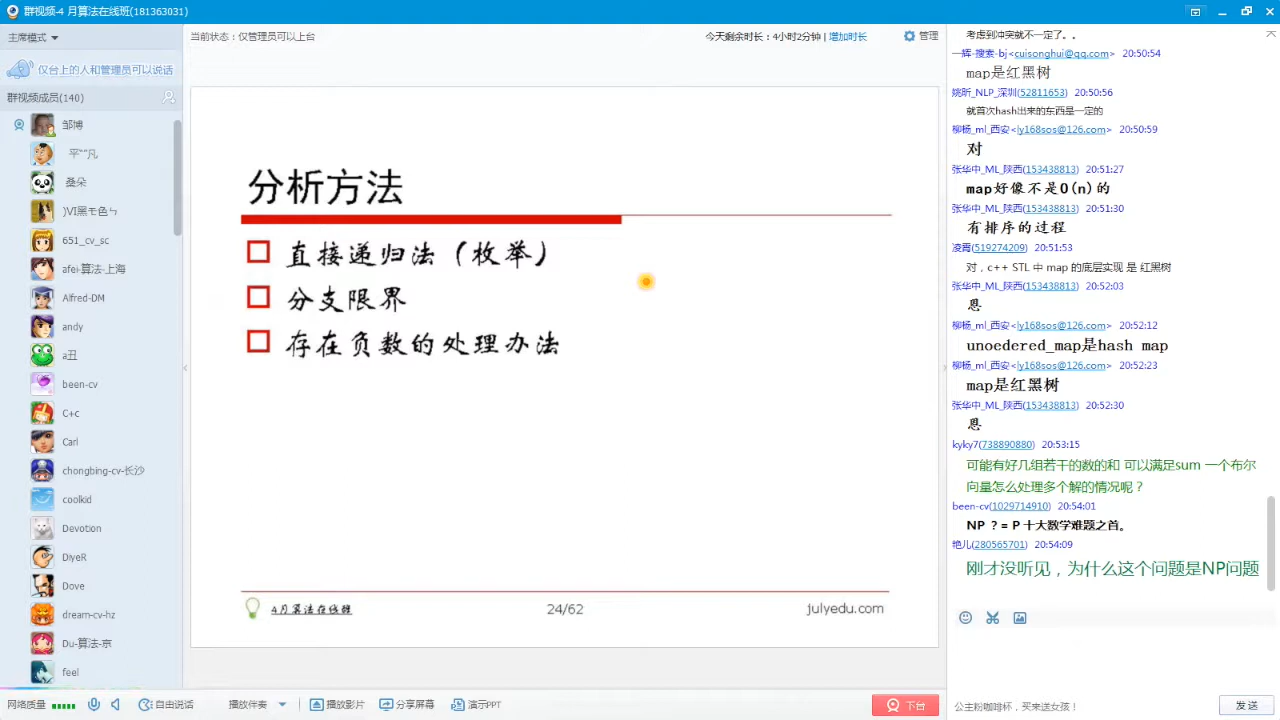 群视频-4 月算法在线班(181363031)
主席模式
仅台上的人和管理员可以说话
群视频成员(140)
邹博
平""凡
桑朵
)VI黑モ色ㄣ
651_cv_sc
afei-算法-上海
Alfred-DM
andy
a丑
been-cv
C+c
Carl
chongbing-cv-长沙
coolkid
Devotion
DiyeR
Dove
dream-cv-hz
Du-算法-京
feel
当前状态：仅管理员可以上台
今天剩余时长：4小时2分钟 | 增加时长
管理
分析方法
直接递归法（枚举）
分支限界
存在负数的处理办法
4月算法在线班
24/62
julyedu.com
考虑到冲突就不一定了。。
一辉-搜索-bj<cuisonghui@qq.com> 20:50:54
map是红黑树
姚昕_NLP_深圳(52811653) 20:50:56
就首次hash出来的东西是一定的
柳杨_ml_西安<ly168sos@126.com> 20:50:59
对
张华中_ML_陕西(153438813) 20:51:27
map好像不是O(n)的
张华中_ML_陕西(153438813) 20:51:30
有排序的过程
凌霄(519274209) 20:51:53
对，c++ STL 中 map 的底层实现 是 红黑树
张华中_ML_陕西(153438813) 20:52:03
恩
柳杨_ml_西安<ly168sos@126.com> 20:52:12
unoedered_map是hash map
柳杨_ml_西安<ly168sos@126.com> 20:52:23
map是红黑树
张华中_ML_陕西(153438813) 20:52:30
恩
kyky7(738890880) 20:53:15
可能有好几组若干的数的和 可以满足sum 一个布尔
向量怎么处理多个解的情况呢？
been-cv(1029714910) 20:54:01
NP ？= P 十大数学难题之首。
艳儿(280565701) 20:54:09
刚才没听见，为什么这个问题是NP问题
公主粉咖啡杯，买来送女孩！
发送
网络质量
自由说话
播放伴奏
播放影片
分享屏幕
演示PPT
下台